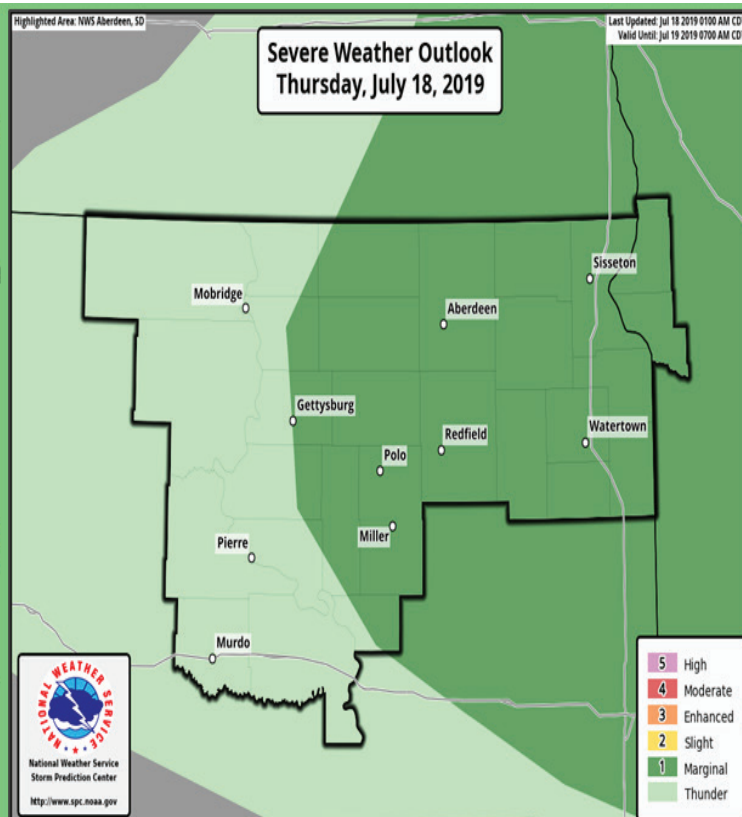 Highlighted Area: NWS Aberdeen, SD
Last Updated: Jul 18 2019 0100 AM CD
Valid Until: Jul 19 2019 0700 AM CDT
Severe Weather Outlook
Thursday, July 18, 2019
Sisseton
Mobridge
Aberdeen
Gettysburg
Watertown
Redfield
Polo
Miller
Pierre
Murdo
NATIONAL WEATHER SERVICE
National Weather Service
Storm Prediction Center
http://www.spc.noaa.gov
5 High
4 Moderate
3 Enhanced
2 Slight
1 Marginal
Thunder